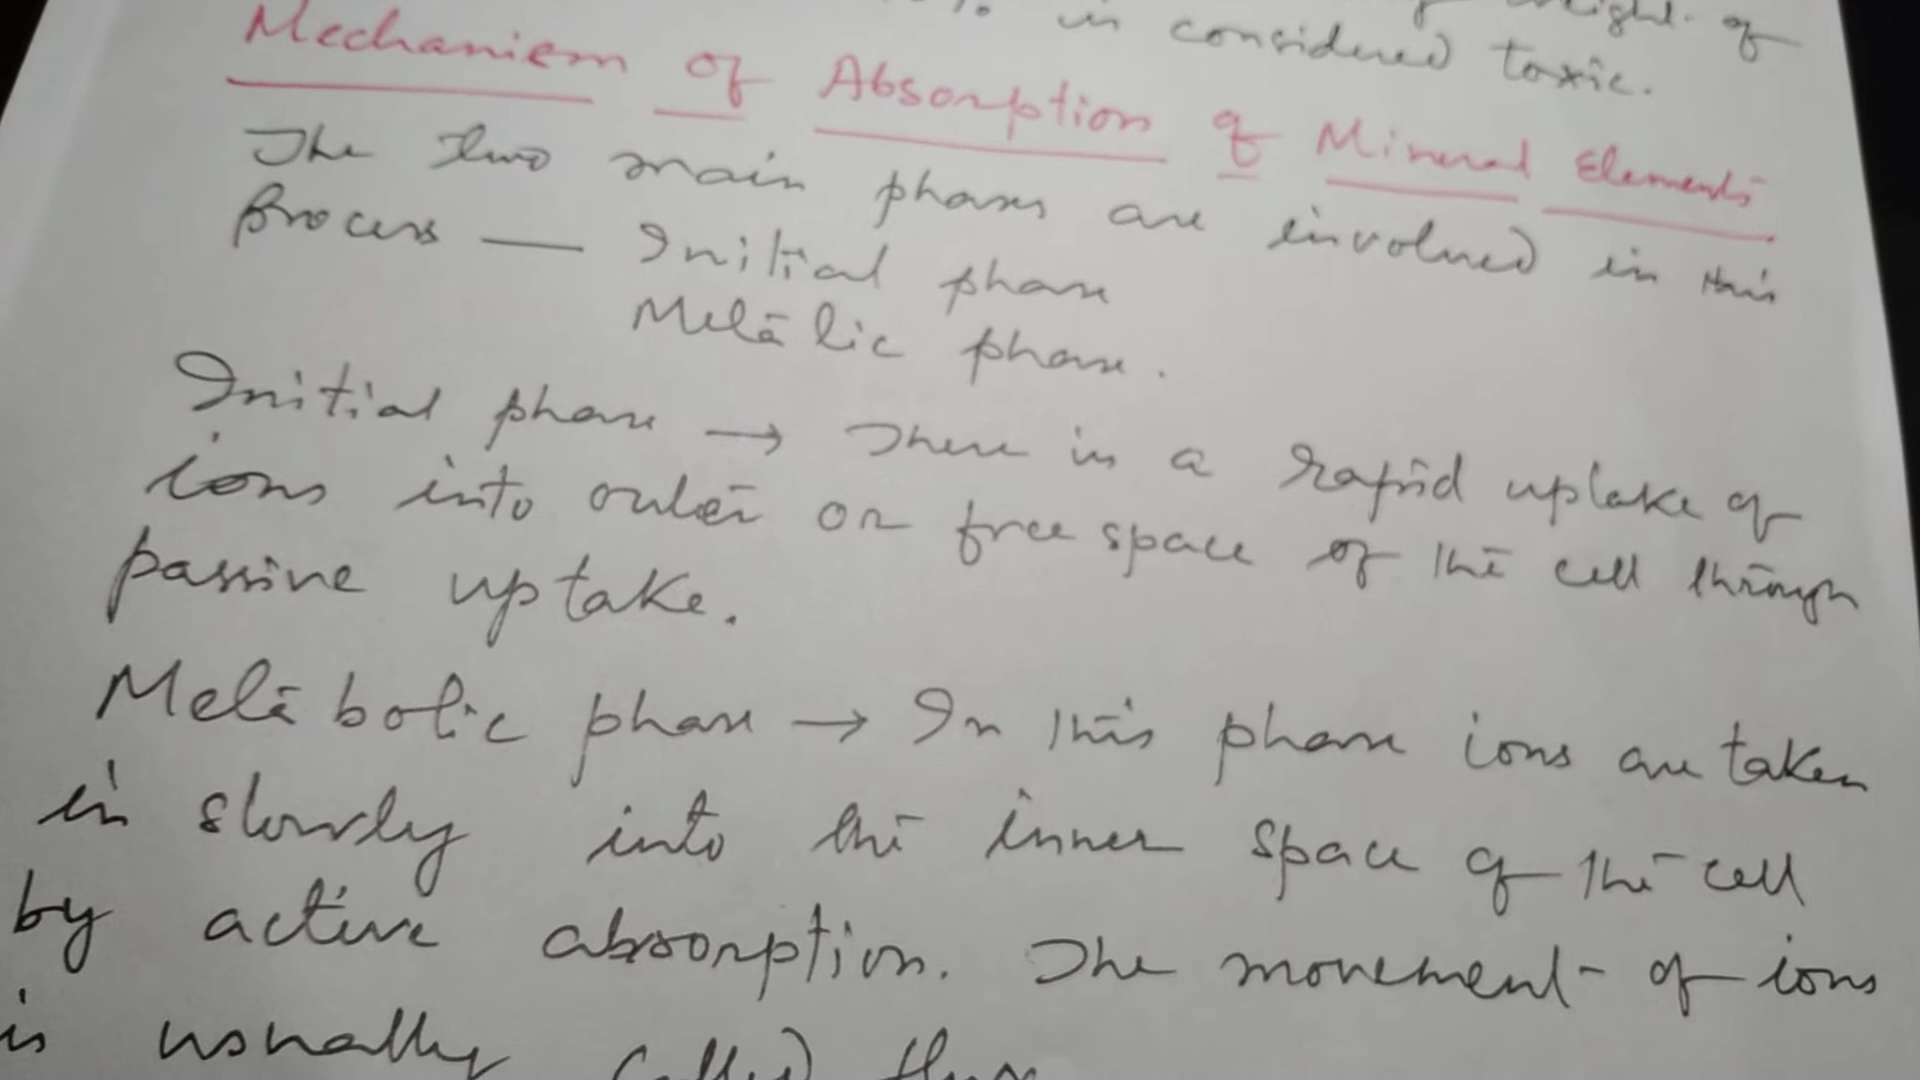 % is considered toxic.
Mechanism of Absorption of Mineral Elements
The two main phases are involved in this
process — Initial phase
Metalic phase.
Initial phase → There is a rapid uptake of
ions into outer or free space of the cell through
passive uptake.
Metabolic phase → In this phase ions are taken
in slowly into the inner space of the cell
by active absorption. The movement of ions
is usually called flux